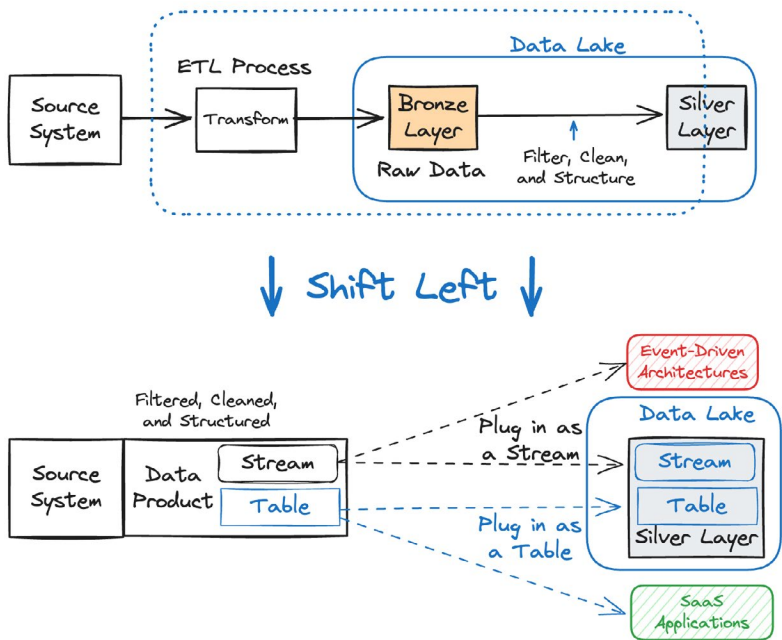 Data Lake
ETL Process
Source
System
Transform
Bronze
Layer
Silver
Layer
Raw Data
Filter, Clean,
and Structure
Shift Left
Event-Driven
Architectures
Filtered, Cleaned,
and Structured
Data Lake
Plug in as
a Stream
Source
System
Data
Product
Stream
Table
Stream
Table
Silver Layer
Plug in as
a Table
SaaS
Applications